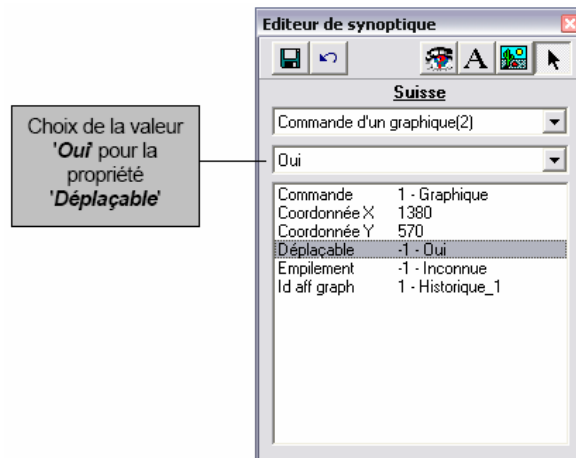 Editeur de synoptique
A
Suisse
Commande d'un graphique(2)
Oui
Choix de la valeur
'Oui' pour la
propriété
'Déplaçable'
Commande 1 - Graphique
Coordonnée X 1380
Coordonnée Y 570
Déplaçable -1 - Oui
Empilement -1 - Inconnue
Id aff graph 1 - Historique_1